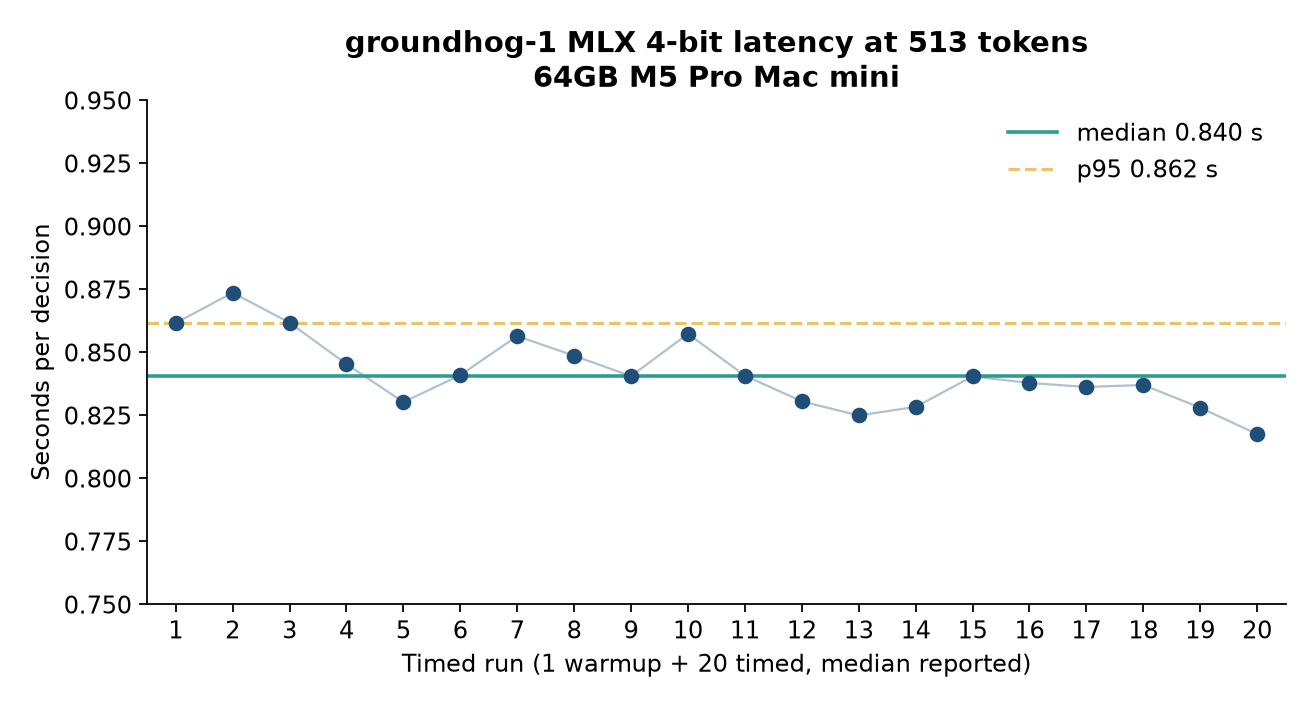 groundhog-1 MLX 4-bit latency at 513 tokens
64GB M5 Pro Mac mini
median 0.840 s
p95 0.862 s
Seconds per decision
0.950
0.925
0.900
0.875
0.850
0.825
0.800
0.775
0.750
1 2 3 4 5 6 7 8 9 10 11 12 13 14 15 16 17 18 19 20
Timed run (1 warmup + 20 timed, median reported)